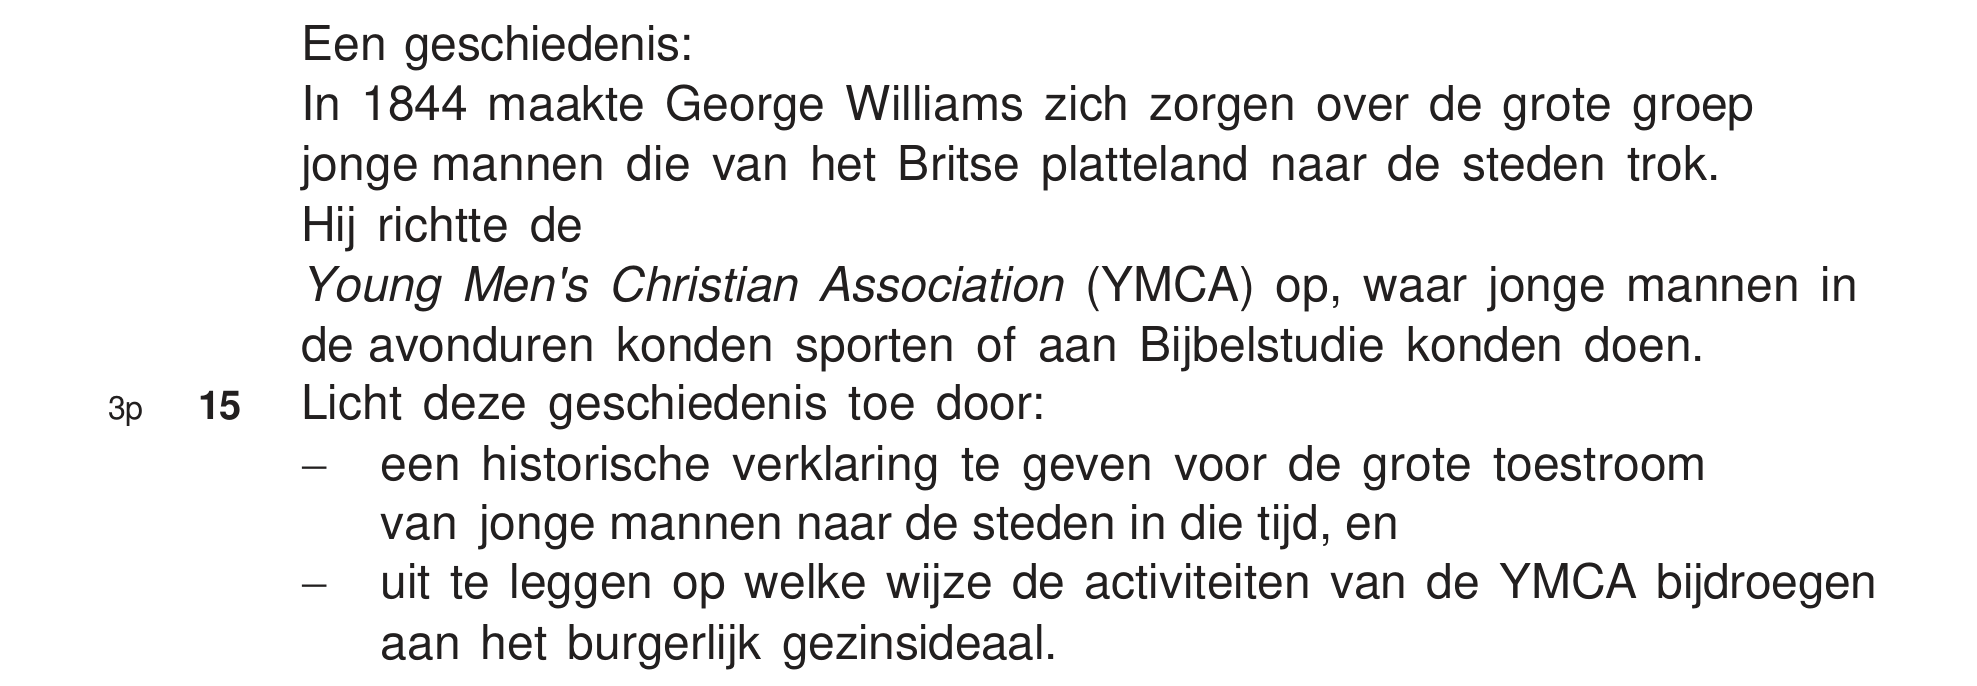 Een geschiedenis:
In 1844 maakte George Williams zich zorgen over de grote groep
jonge mannen die van het Britse platteland naar de steden trok.
Hij richtte de
Young Men's Christian Association (YMCA) op, waar jonge mannen in
de avonduren konden sporten of aan Bijbelstudie konden doen.
3p 15 Licht deze geschiedenis toe door:
– een historische verklaring te geven voor de grote toestroom
van jonge mannen naar de steden in die tijd, en
– uit te leggen op welke wijze de activiteiten van de YMCA bijdroegen
aan het burgerlijk gezinsideaal.